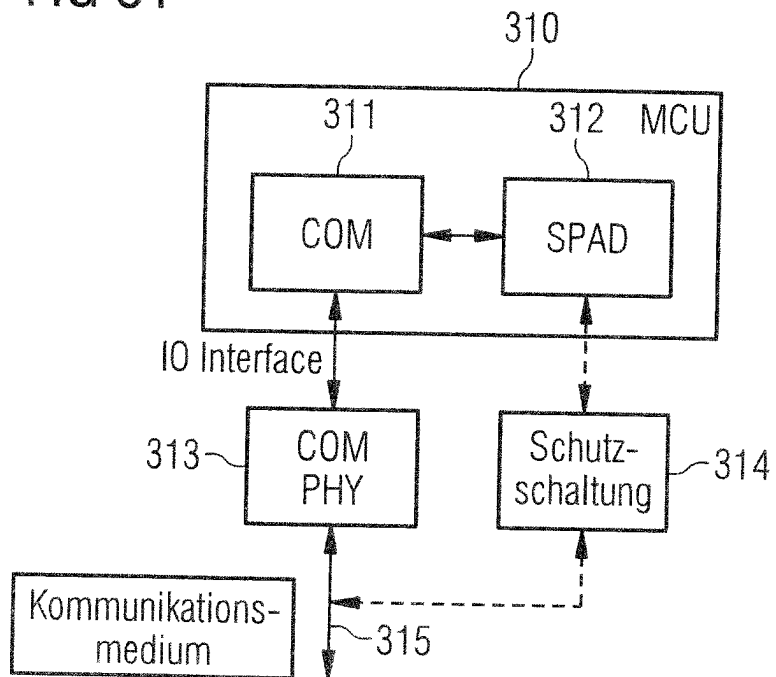 310
311
312
MCU
COM
SPAD
IO Interface
313
COM
PHY
Schutz-
schaltung
314
Kommunikations-
medium
315